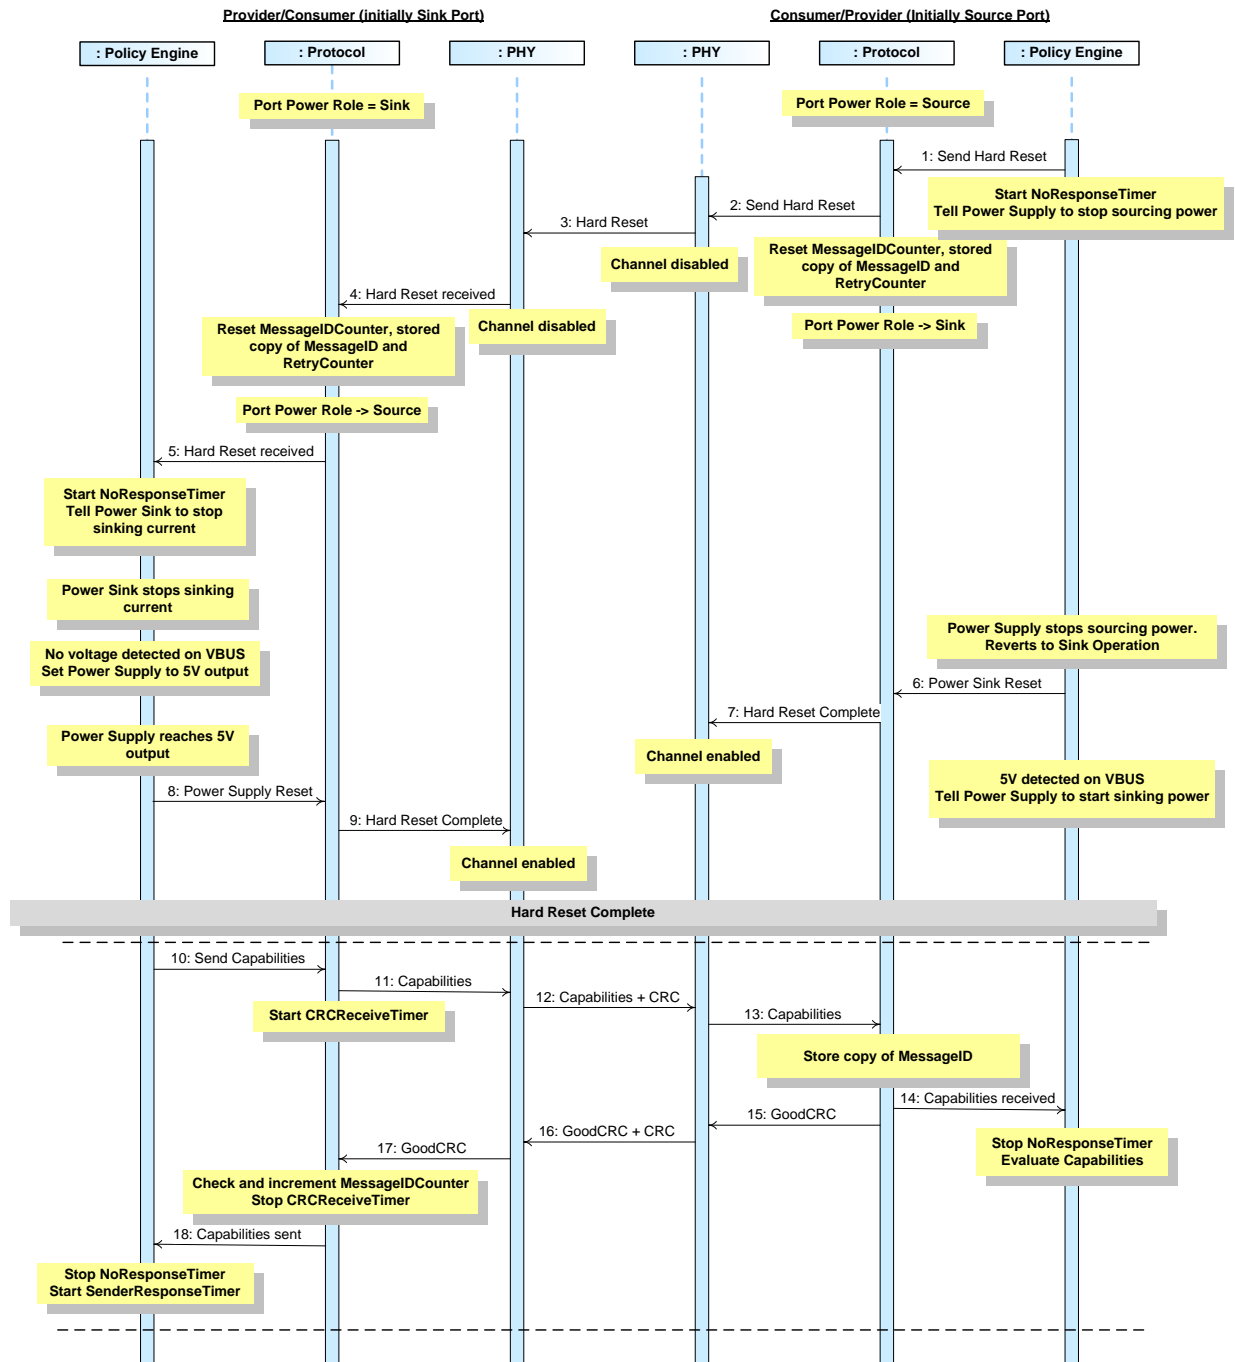 Provider/Consumer (initially Sink Port)
Consumer/Provider (Initially Source Port)
: Policy Engine
: Protocol
: PHY
: PHY
: Protocol
: Policy Engine
Port Power Role = Sink
Port Power Role = Source
1: Send Hard Reset
Start NoResponseTimer
Tell Power Supply to stop sourcing power
2: Send Hard Reset
3: Hard Reset
Channel disabled
Reset MessageIDCounter, stored
copy of MessageID and
RetryCounter
4: Hard Reset received
Channel disabled
Port Power Role -> Sink
Reset MessageIDCounter, stored
copy of MessageID and
RetryCounter
Port Power Role -> Source
5: Hard Reset received
Start NoResponseTimer
Tell Power Sink to stop
sinking current
Power Sink stops sinking
current
Power Supply stops sourcing power.
Reverts to Sink Operation
No voltage detected on VBUS
Set Power Supply to 5V output
6: Power Sink Reset
7: Hard Reset Complete
Power Supply reaches 5V
output
Channel enabled
5V detected on VBUS
Tell Power Supply to start sinking power
8: Power Supply Reset
9: Hard Reset Complete
Channel enabled
Hard Reset Complete
10: Send Capabilities
11: Capabilities
12: Capabilities + CRC
Start CRCReceiveTimer
13: Capabilities
Store copy of MessageID
14: Capabilities received
15: GoodCRC
16: GoodCRC + CRC
17: GoodCRC
Stop NoResponseTimer
Evaluate Capabilities
Check and increment MessageIDCounter
Stop CRCReceiveTimer
18: Capabilities sent
Stop NoResponseTimer
Start SenderResponseTimer